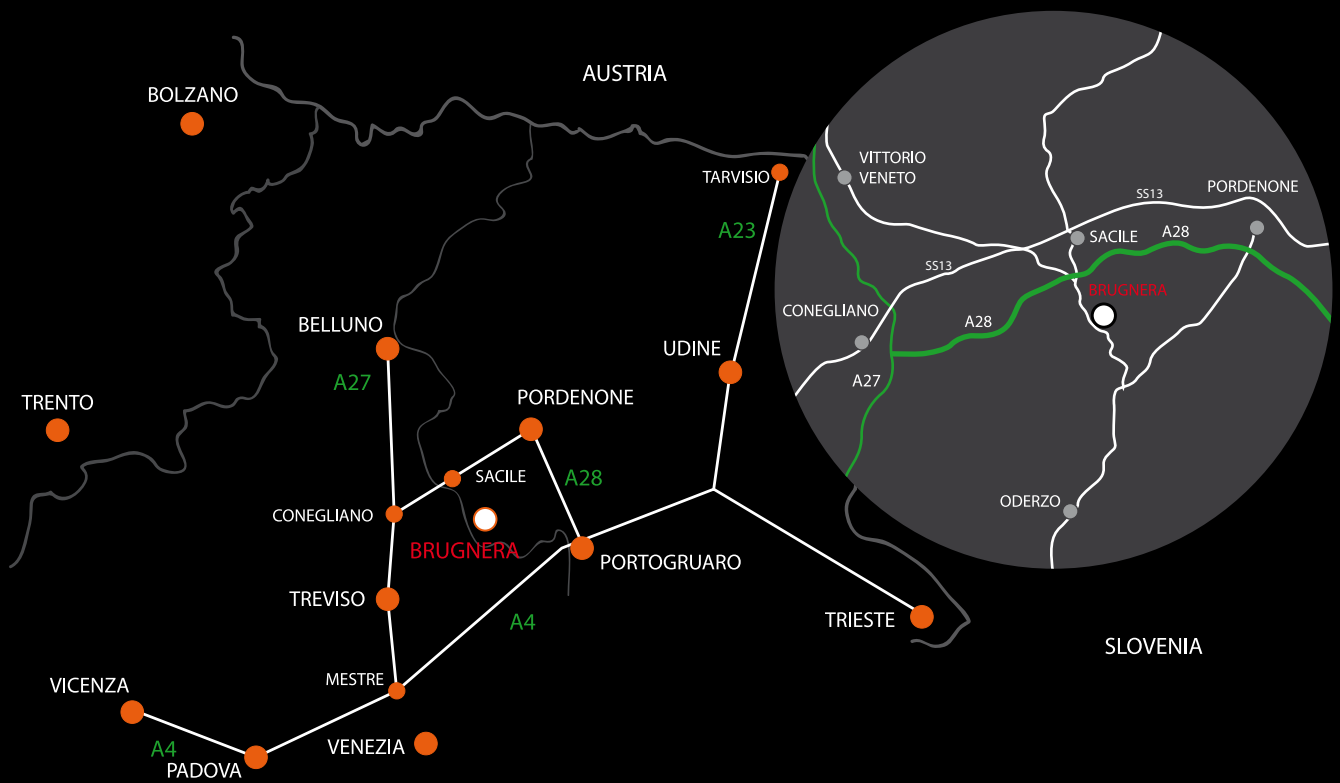 AUSTRIA
BOLZANO
TARVISIO
A23
BELLUNO
A27
UDINE
TRENTO
PORDENONE
SACILE
A28
CONEGLIANO
BRUGNERA
PORTOGRUARO
TREVISO
A4
TRIESTE
SLOVENIA
MESTRE
VICENZA
A4
VENEZIA
PADOVA
VITTORIO
VENETO
SS13
PORDENONE
SACILE
A28
SS13
BRUGNERA
CONEGLIANO
A28
A27
ODERZO